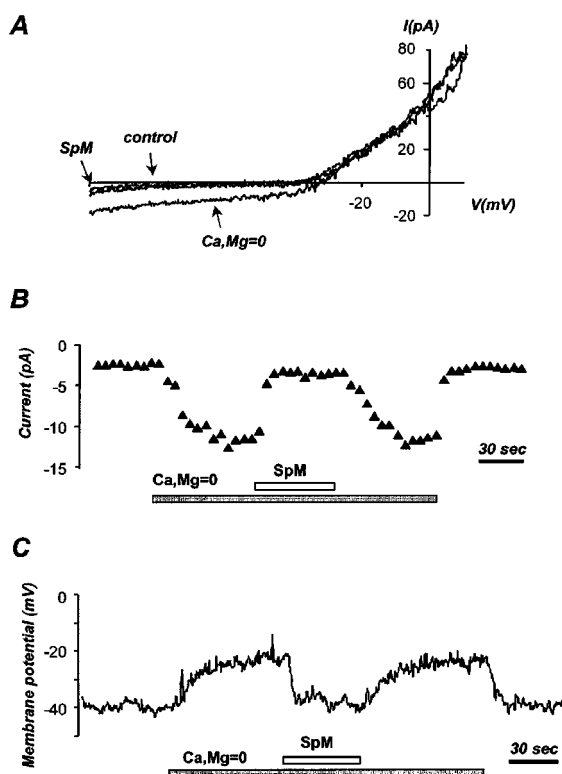 A
I(pA)
80
60
20
-20
-20
V(mV)
SpM
control
Ca,Mg=0
B
Current (pA)
0
-5
-10
-15
Ca,Mg=0
SpM
30 sec
C
Membrane potential (mV)
0
-20
-40
Ca,Mg=0
SpM
30 sec